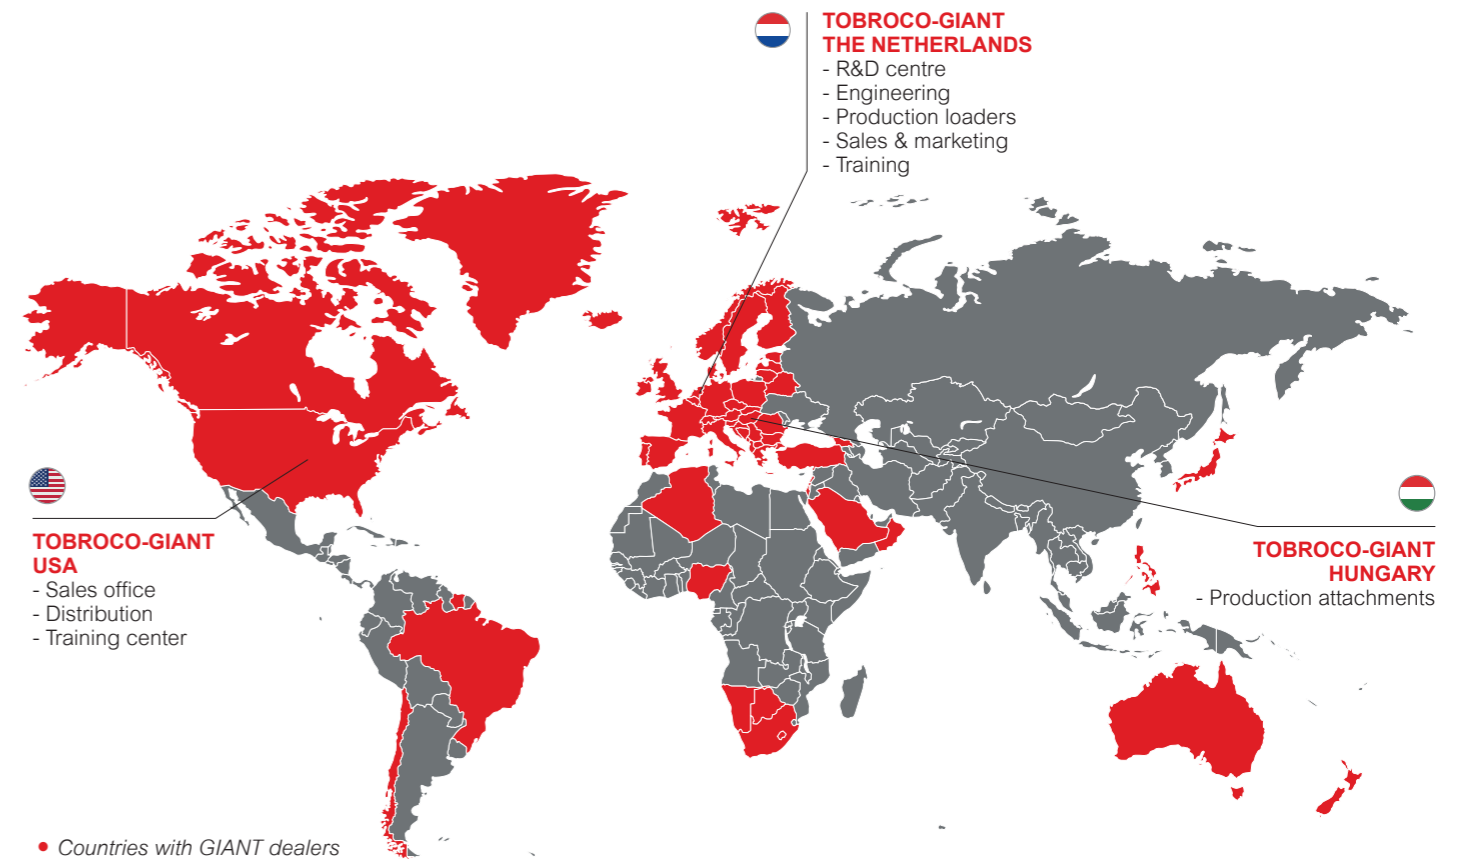 TOBROCO-GIANT
THE NETHERLANDS
- R&D centre
- Engineering
- Production loaders
- Sales & marketing
- Training
TOBROCO-GIANT
USA
- Sales office
- Distribution
- Training center
TOBROCO-GIANT
HUNGARY
- Production attachments
• Countries with GIANT dealers